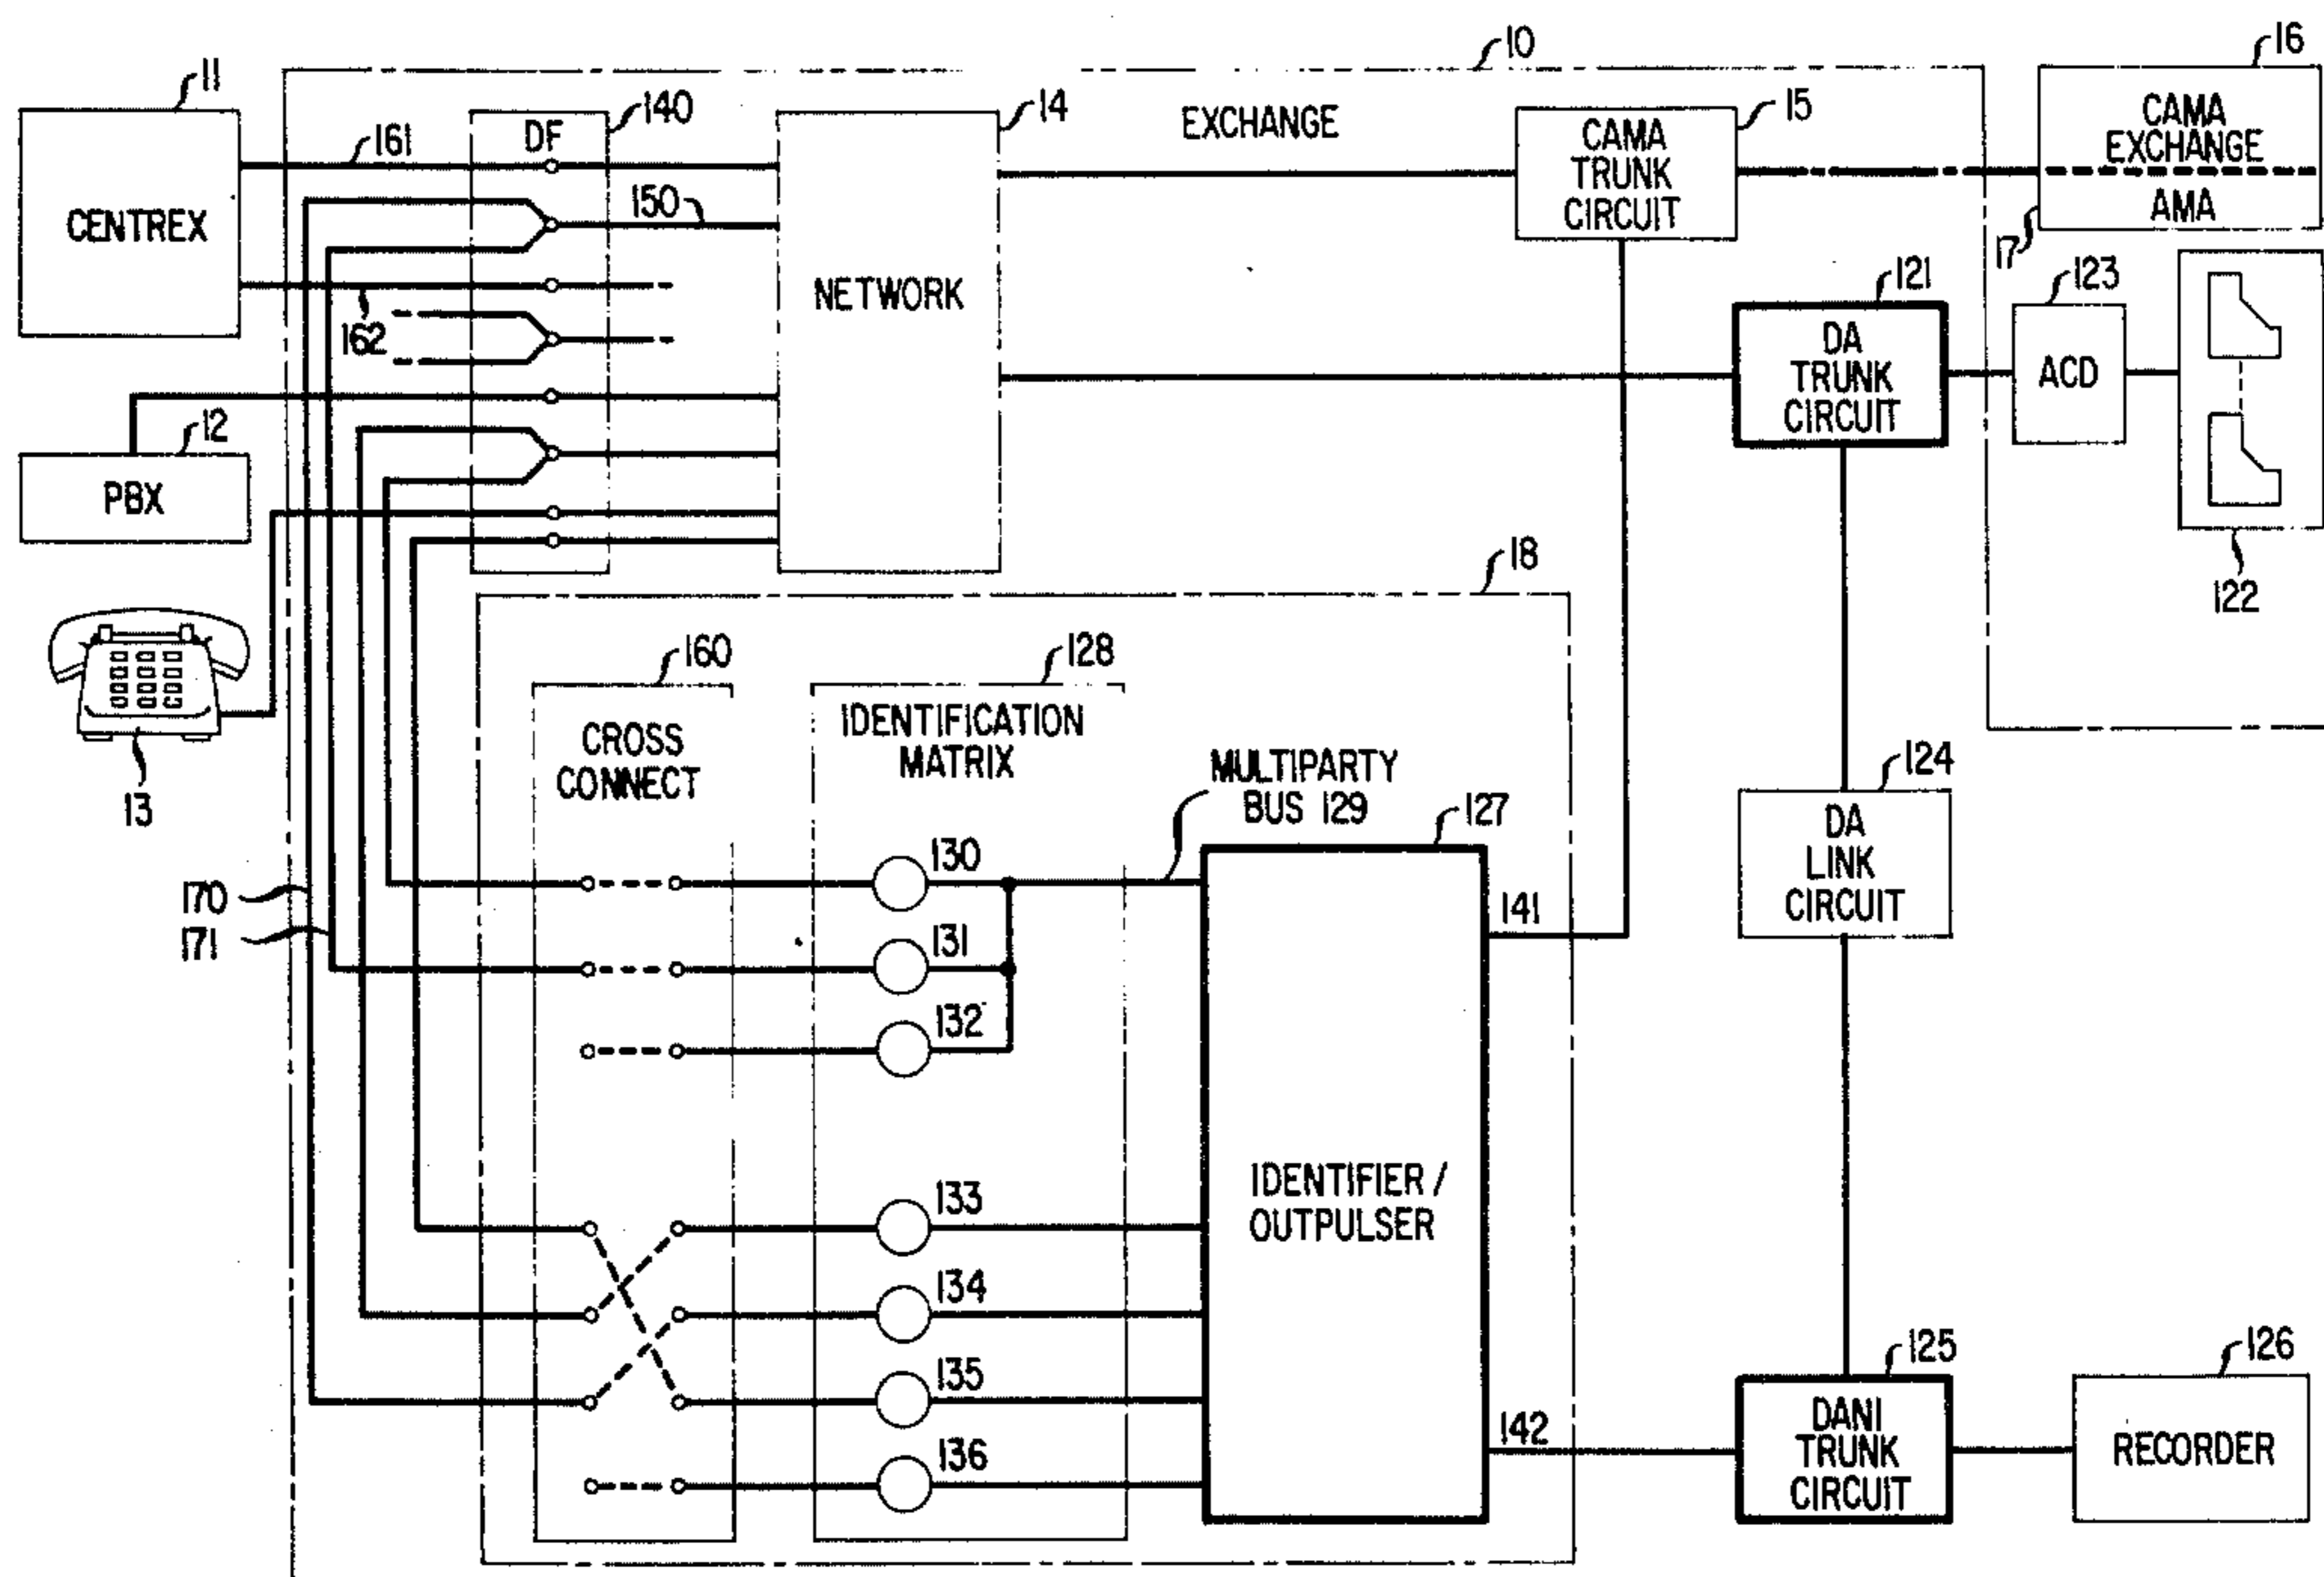 10
16
11
140
14
EXCHANGE
15
CAMA
EXCHANGE
AMA
17
DF
161
CAMA
TRUNK
CIRCUIT
CENTREX
150
NETWORK
121
123
162
DA
TRUNK
CIRCUIT
ACD
12
PBX
18
122
160
128
13
CROSS
CONNECT
IDENTIFICATION
MATRIX
MULTIPARTY
BUS 129
127
124
DA
LINK
CIRCUIT
170
171
130
131
132
141
133
134
135
136
IDENTIFIER/
OUTPULSER
142
125
126
DANI
TRUNK
CIRCUIT
RECORDER